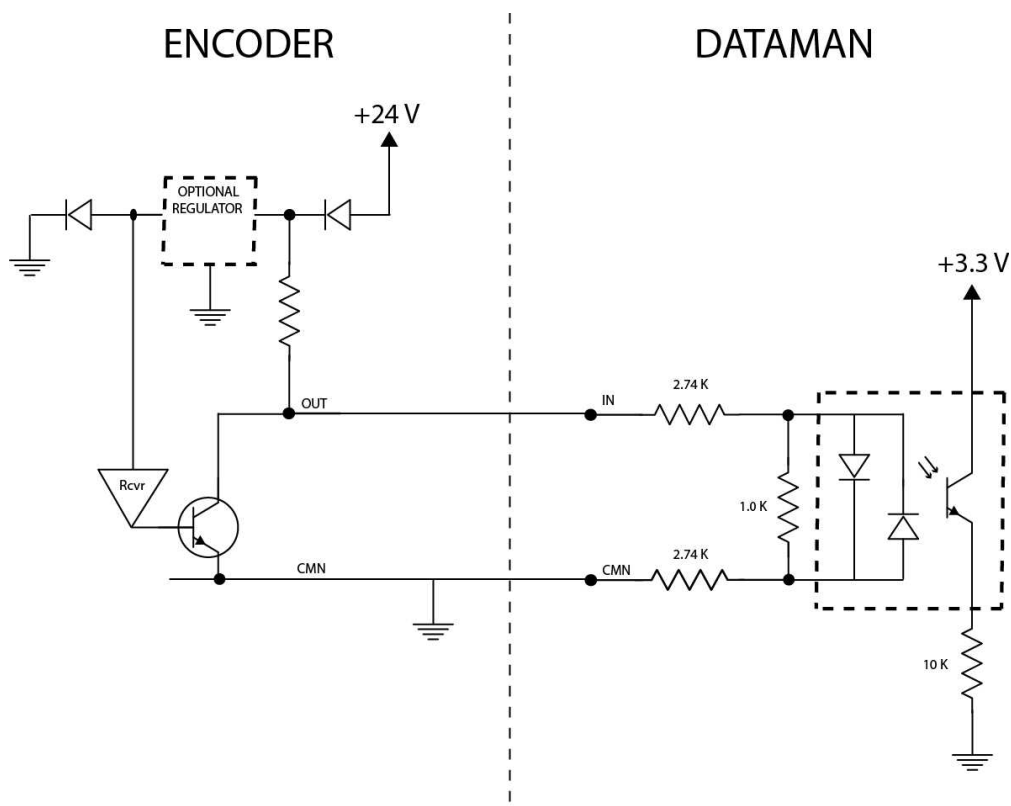 ENCODER
DATAMAN
+24 V
OPTIONAL
REGULATOR
+3.3 V
OUT
IN
2.74 K
Rcvr
1.0 K
CMN
CMN
2.74 K
10 K